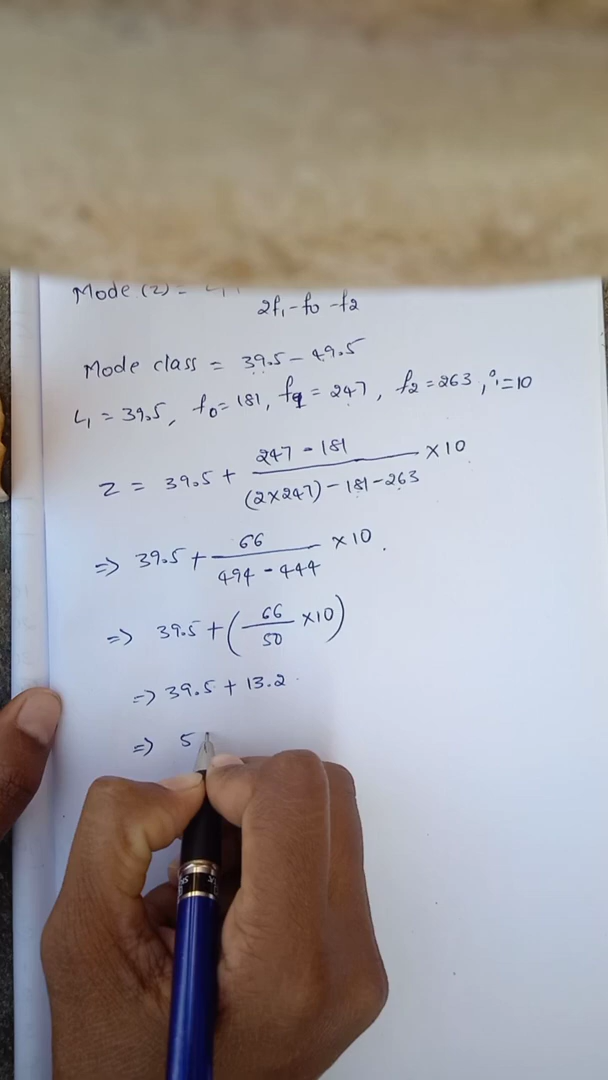 Mode (z) =
2f₁ - f₀ - f₂
Mode class = 39.5 - 49.5
L₁ = 39.5, f₀ = 181, f₁ = 247, f₂ = 263, i = 10
Z = 39.5 + (247 - 181) / ((2×247) - 181 - 263) × 10
=> 39.5 + 66 / (494 - 444) × 10.
=> 39.5 + (66/50 × 10)
=> 39.5 + 13.2
=> 5